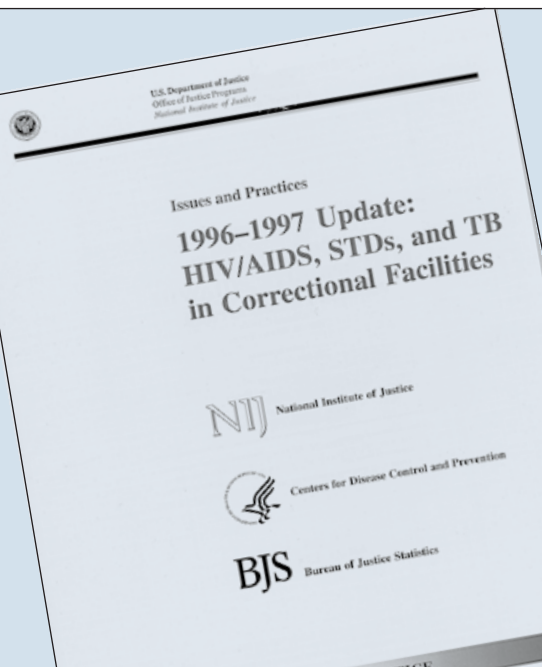 U.S. Department of Justice
Office of Justice Programs
National Institute of Justice
Issues and Practices
1996–1997 Update:
HIV/AIDS, STDs, and TB
in Correctional Facilities
NIJ National Institute of Justice
Centers for Disease Control and Prevention
BJS Bureau of Justice Statistics